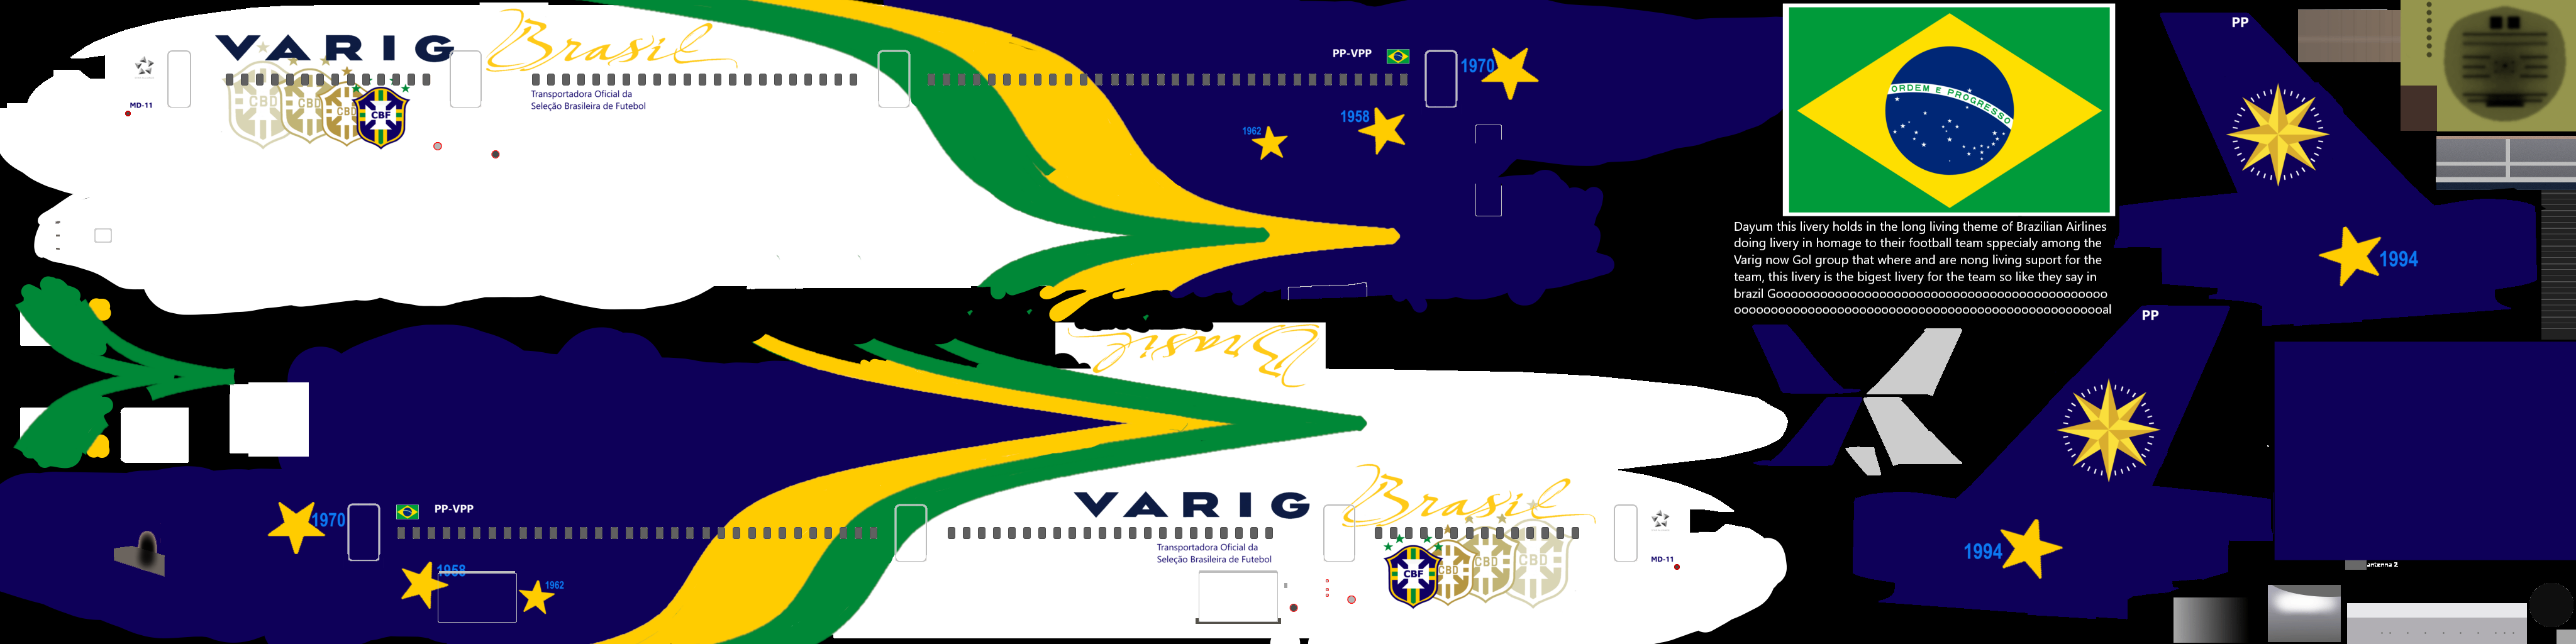 VARIG
Brasil
MD-11
CBD
CBD
CBD
CBF
Transportadora Oficial da
Seleção Brasileira de Futebol
PP-VPP
1970
1958
1962
ORDEM E PROGRESSO
PP
1994
Dayum this livery holds in the long living theme of Brazilian Airlines
doing livery in homage to their football team sppecialy among the
Varig now Gol group that where and are nong living suport for the
team, this livery is the bigest livery for the team so like they say in
brazil Gooooooooooooooooooooooooooooooooooooooooooooo
ooooooooooooooooooooooooooooooooooooooooooooooooooal
PP
Brasil
1970
PP-VPP
1958
1962
VARIG
Brasil
Transportadora Oficial da
Seleção Brasileira de Futebol
CBF
CBD
CBD
CBD
MD-11
1994
antenna 2